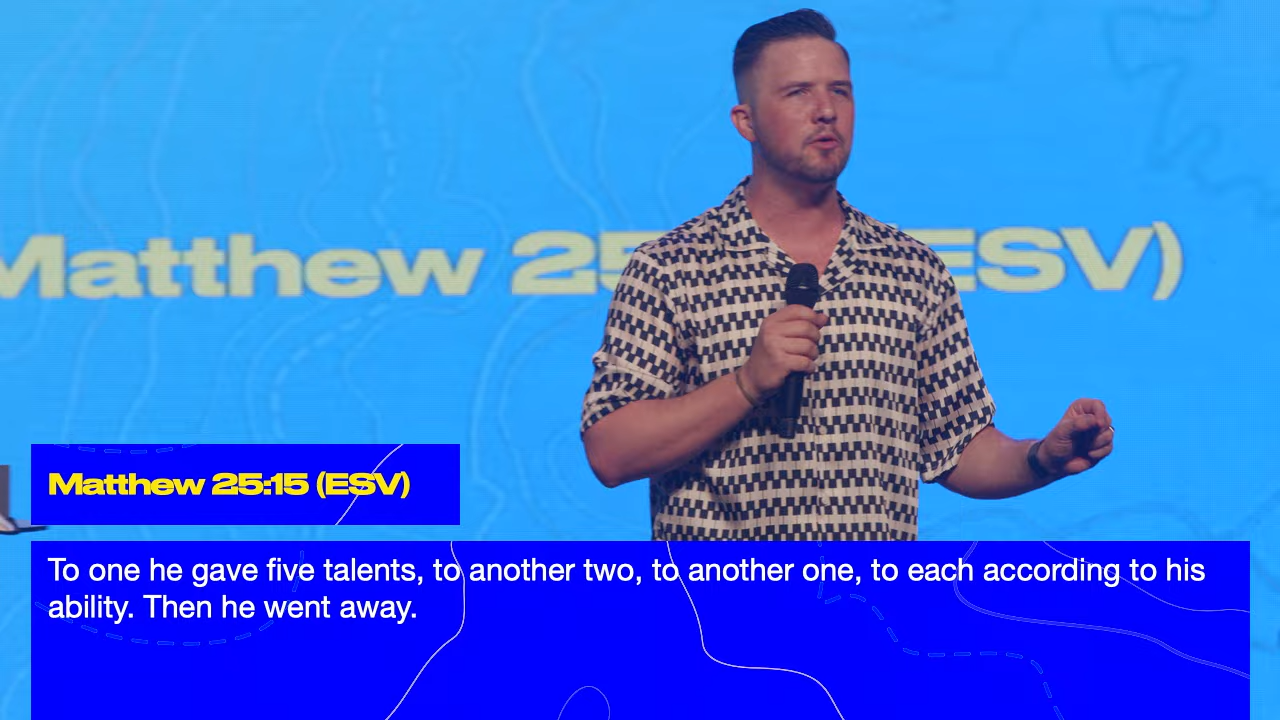 Matthew 25 ESV)
Matthew 25:15 (ESV)
To one he gave five talents, to another two, to another one, to each according to his
ability. Then he went away.